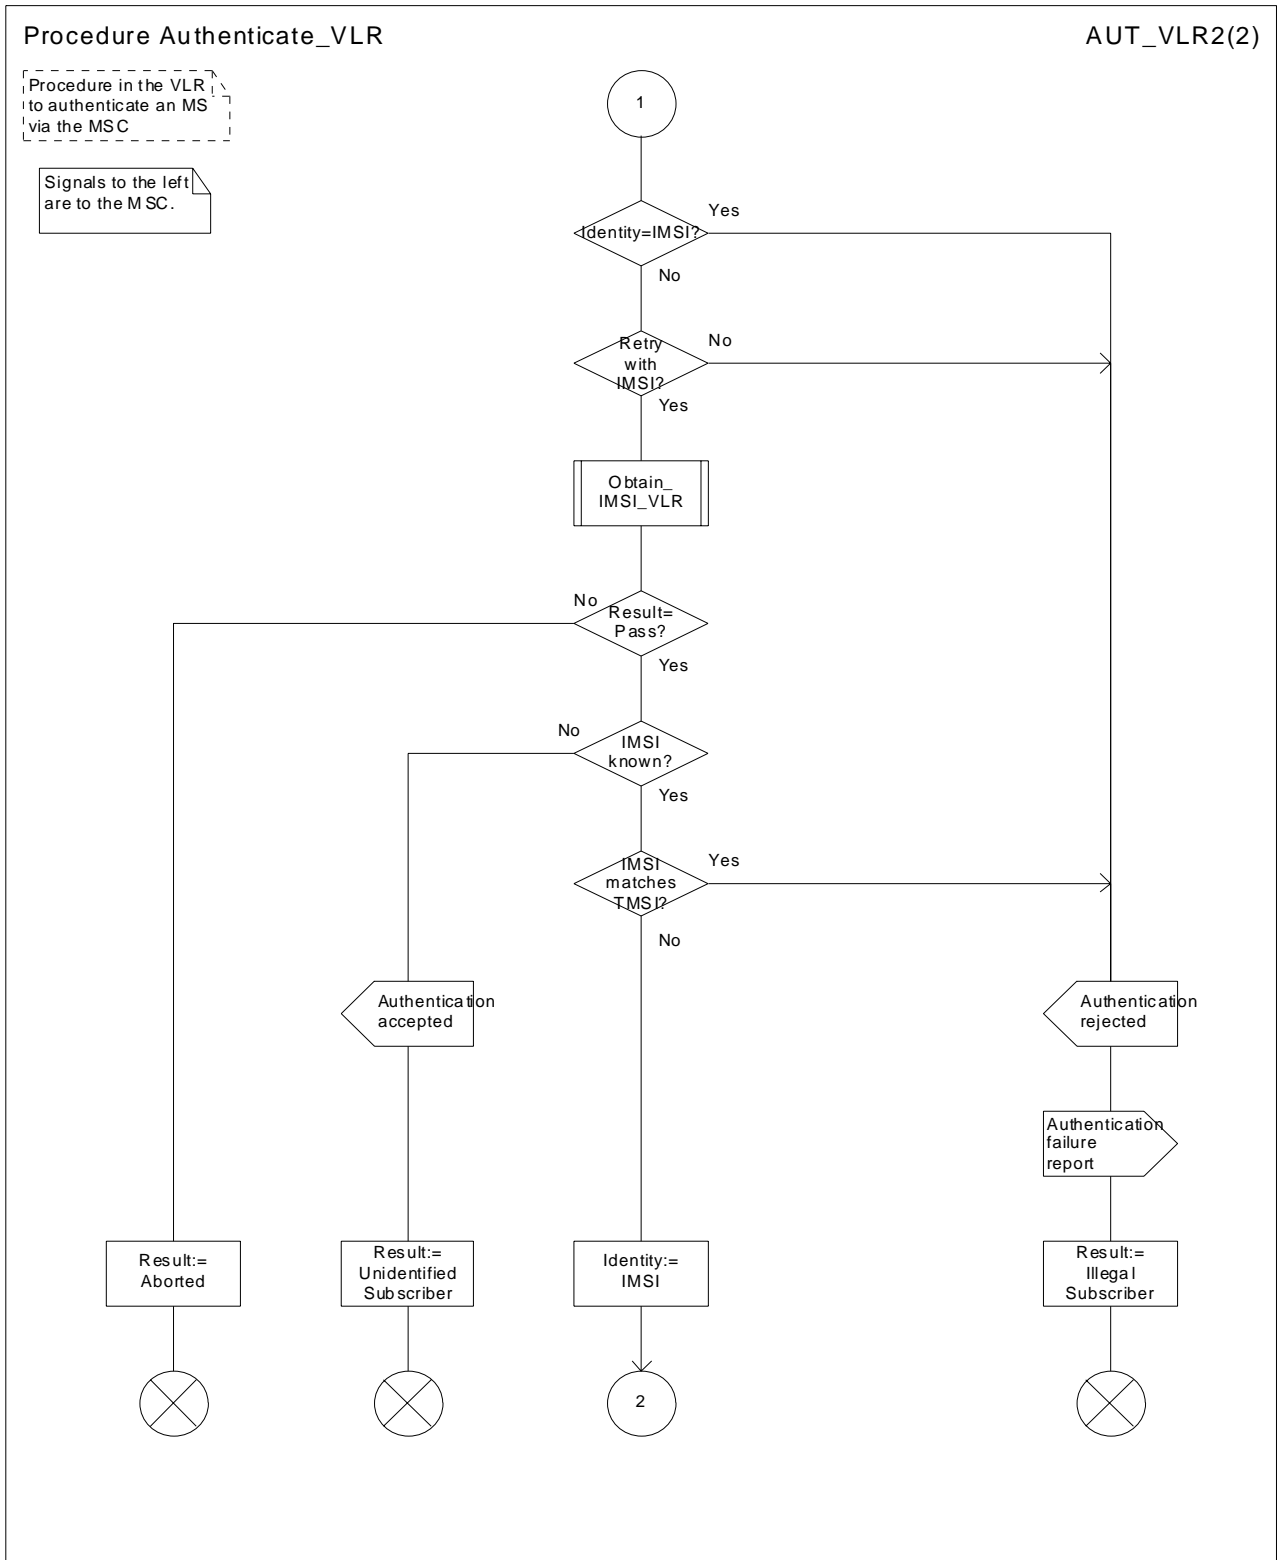 Procedure Authenticate_VLR
AUT_VLR2(2)
Procedure in the VLR
to authenticate an MS
via the MSC
Signals to the left
are to the MSC.
1
Identity=IMSI?
Yes
No
Retry
with
IMSI?
No
Yes
Obtain_
IMSI_VLR
Result=
Pass?
No
Yes
IMSI
known?
No
Yes
IMSI
matches
TMSI?
Yes
No
Authentication
accepted
Authentication
rejected
Authentication
failure
report
Result:=
Aborted
Result:=
Unidentified
Subscriber
Identity:=
IMSI
Result:=
Illegal
Subscriber
2